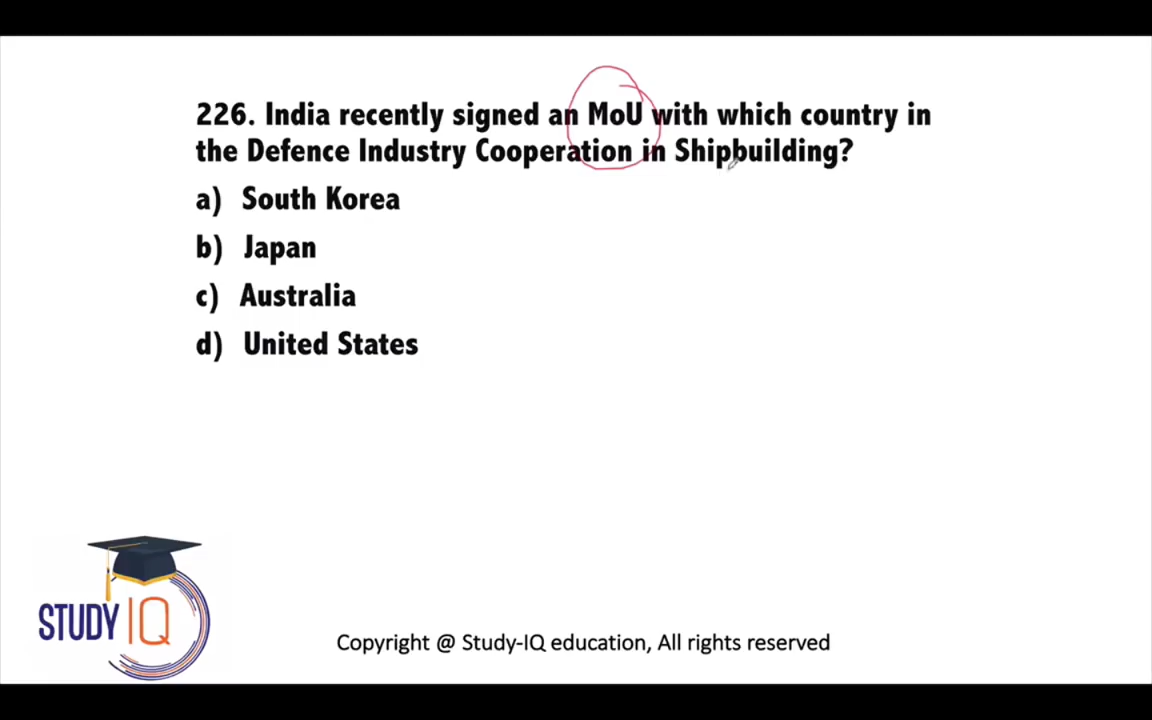 226. India recently signed an MoU with which country in
the Defence Industry Cooperation in Shipbuilding?
a) South Korea
b) Japan
c) Australia
d) United States
STUDY IQ
Copyright @ Study-IQ education, All rights reserved